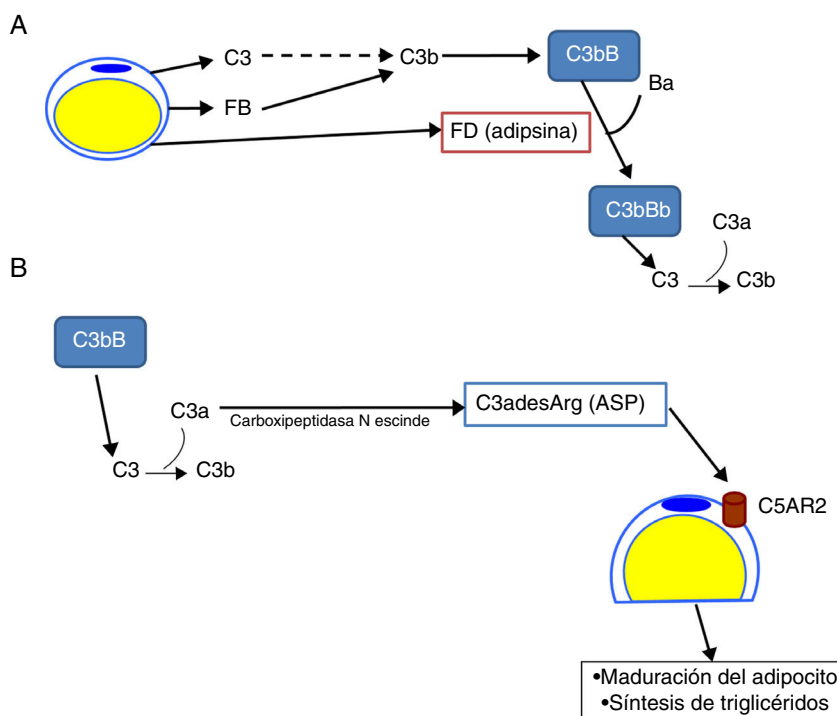 A
C3
C3b
C3bB
Ba
FB
FD (adipsina)
C3bBb
C3a
C3
C3b
B
C3bB
C3a
Carboxipeptidasa N escinde
C3adesArg (ASP)
C3
C3b
C5AR2
•Maduración del adipocito
•Síntesis de triglicéridos